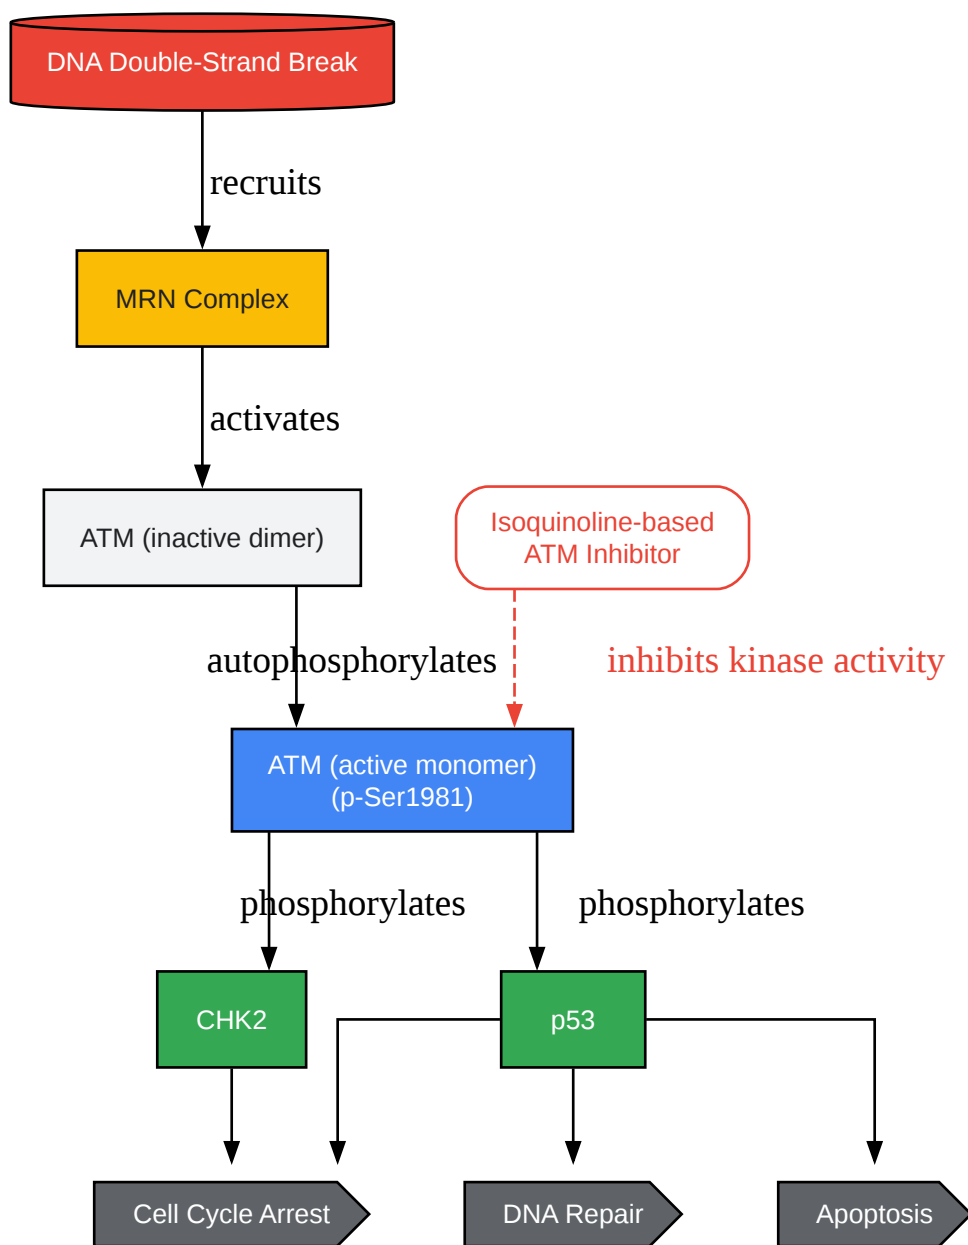 DNA Double-Strand Break
recruits
MRN Complex
activates
ATM (inactive dimer)
Isoquinoline-based
ATM Inhibitor
autophosphorylates
inhibits kinase activity
ATM (active monomer)
(p-Ser1981)
phosphorylates
phosphorylates
CHK2
p53
Cell Cycle Arrest
DNA Repair
Apoptosis